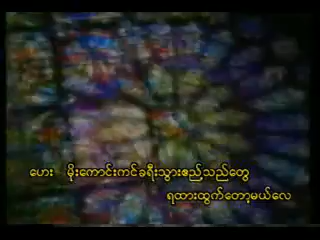 ဟေး မိုးကောင်းကင်ခရီးသွားဧည့်သည်တွေ
ရထားထွက်တော့မယ်လေ